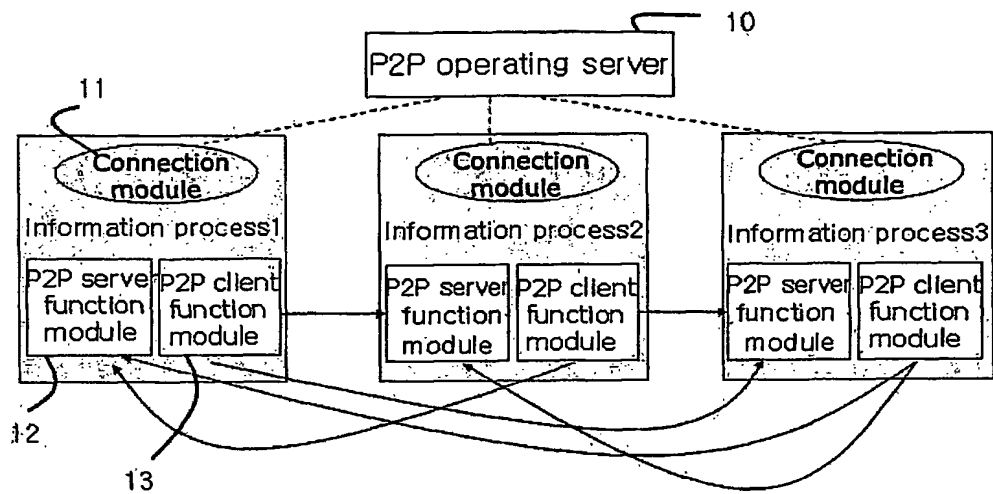 10
P2P operating server
11
Connection
module
Connection
module
Connection
module
Information process1
Information process2
Information process3
P2P server
function
module
P2P client
function
module
P2P server
function
module
P2P client
function
module
P2P server
function
module
P2P client
function
module
12
13